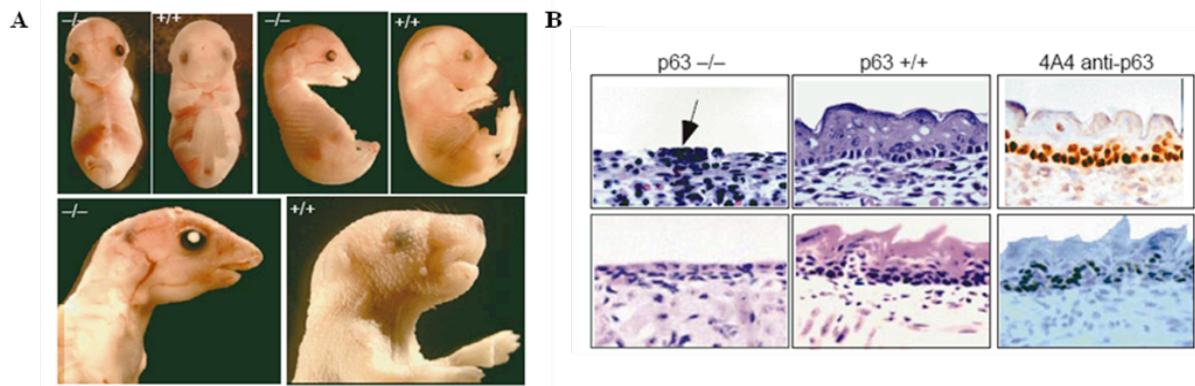 A
–/–
+/+
–/–
+/+
–/–
+/+
B
p63 –/–
p63 +/+
4A4 anti-p63